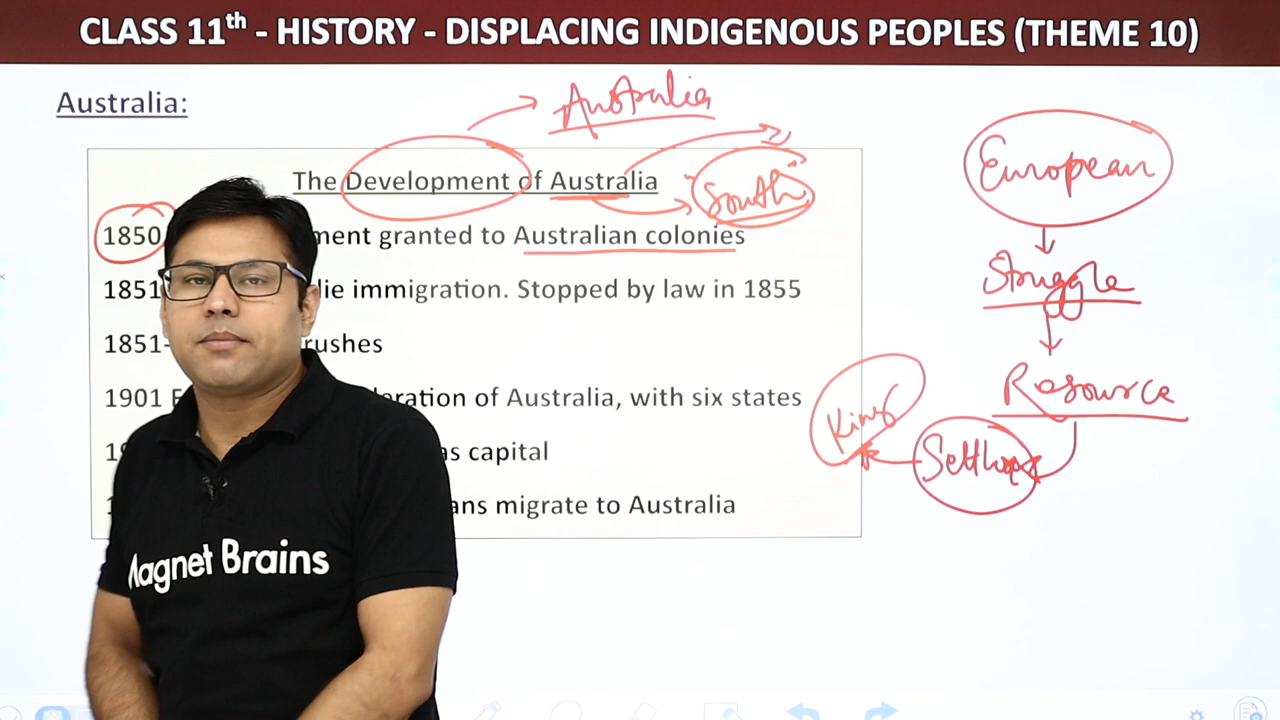 CLASS 11th - HISTORY - DISPLACING INDIGENOUS PEOPLES (THEME 10)
Australia:
Australia
The Development of Australia
"South"
1850 ment granted to Australian colonies
1851 lie immigration. Stopped by law in 1855
1851- rushes
1901 F ration of Australia, with six states
as capital
ans migrate to Australia
European
Struggle
Resource
King
Magnet Brains